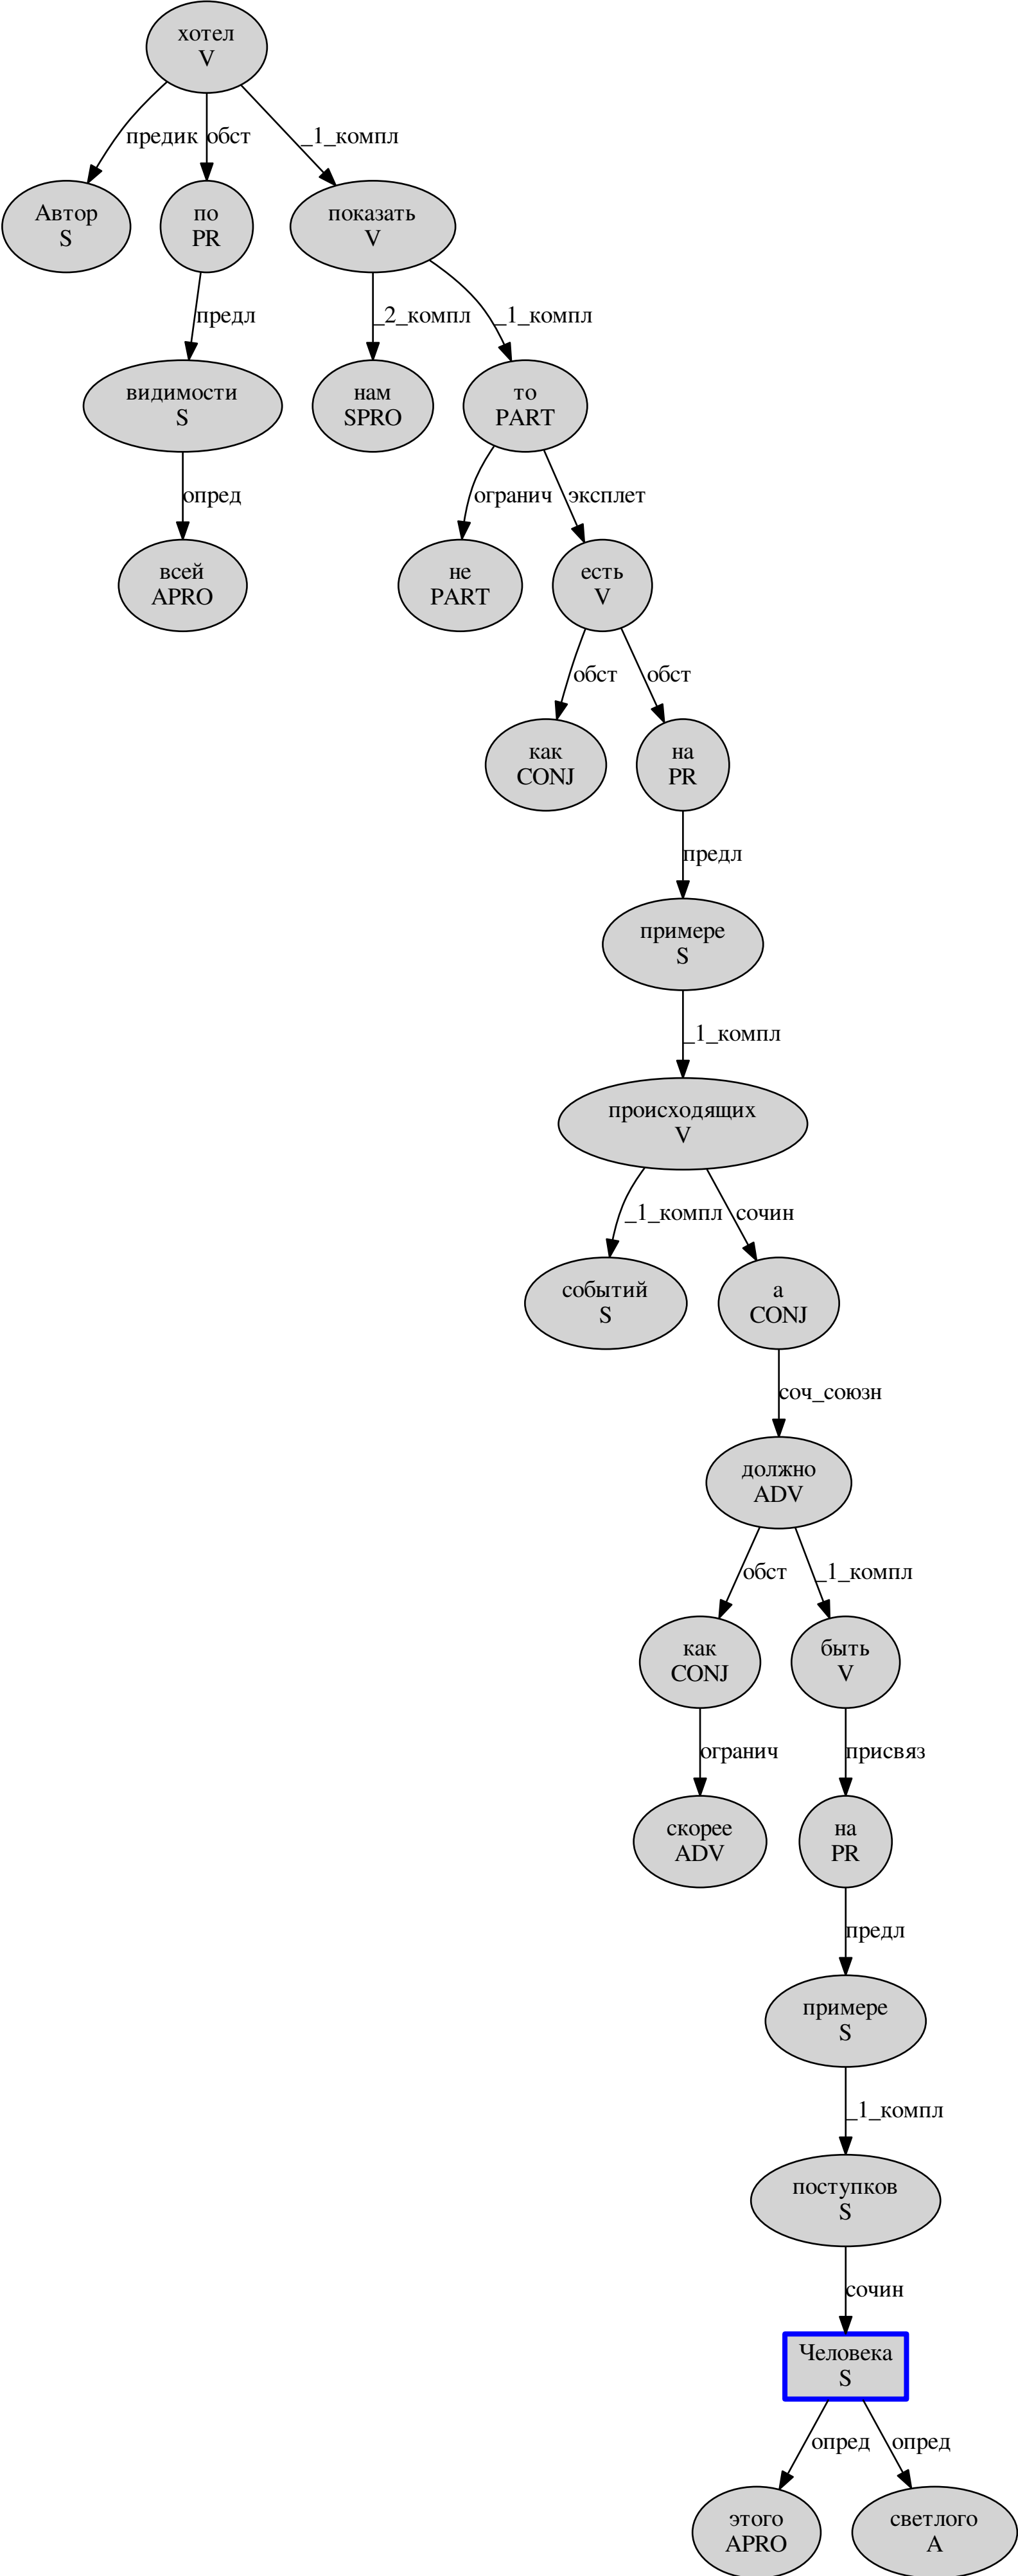 хотел
V
предик
обст
_1_компл
Автор
S
по
PR
показать
V
предл
_2_компл
_1_компл
видимости
S
нам
SPRO
то
PART
опред
огранич
эксплет
всей
APRO
не
PART
есть
V
обст
обст
как
CONJ
на
PR
предл
примере
S
_1_компл
происходящих
V
_1_компл
сочин
событий
S
а
CONJ
соч_союзн
должно
ADV
обст
_1_компл
как
CONJ
быть
V
огранич
присвяз
скорее
ADV
на
PR
предл
примере
S
_1_компл
поступков
S
сочин
Человека
S
опред
опред
этого
APRO
светлого
A